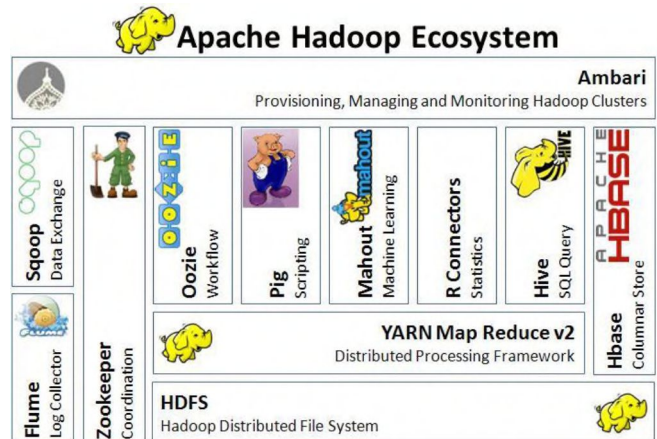 Apache Hadoop Ecosystem
Ambari
Provisioning, Managing and Monitoring Hadoop Clusters
sqoop
Sqoop
Data Exchange
FLUME
Flume
Log Collector
Zookeeper
Coordination
OOZIE
Oozie
Workflow
Pig
Scripting
mahout
Mahout
Machine Learning
R Connectors
Statistics
HIVE
Hive
SQL Query
APACHE
HBASE
Hbase
Columnar Store
YARN Map Reduce v2
Distributed Processing Framework
HDFS
Hadoop Distributed File System